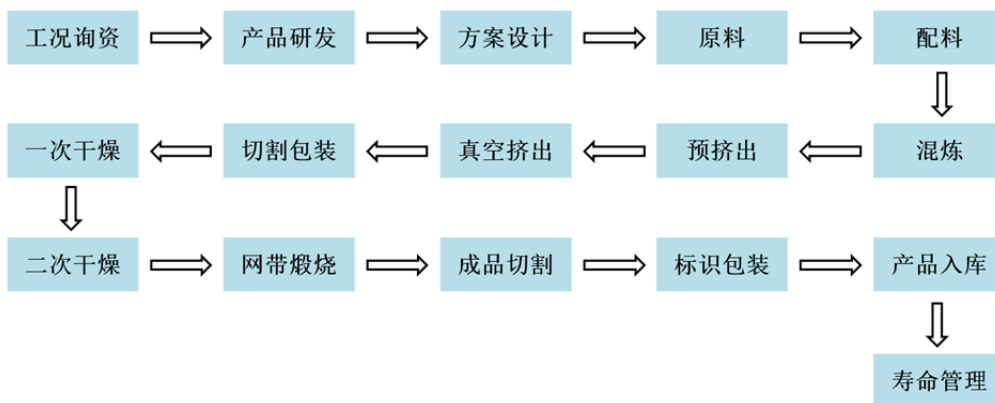 工况询资
产品研发
方案设计
原料
配料
混炼
预挤出
真空挤出
切割包装
一次干燥
二次干燥
网带煅烧
成品切割
标识包装
产品入库
寿命管理